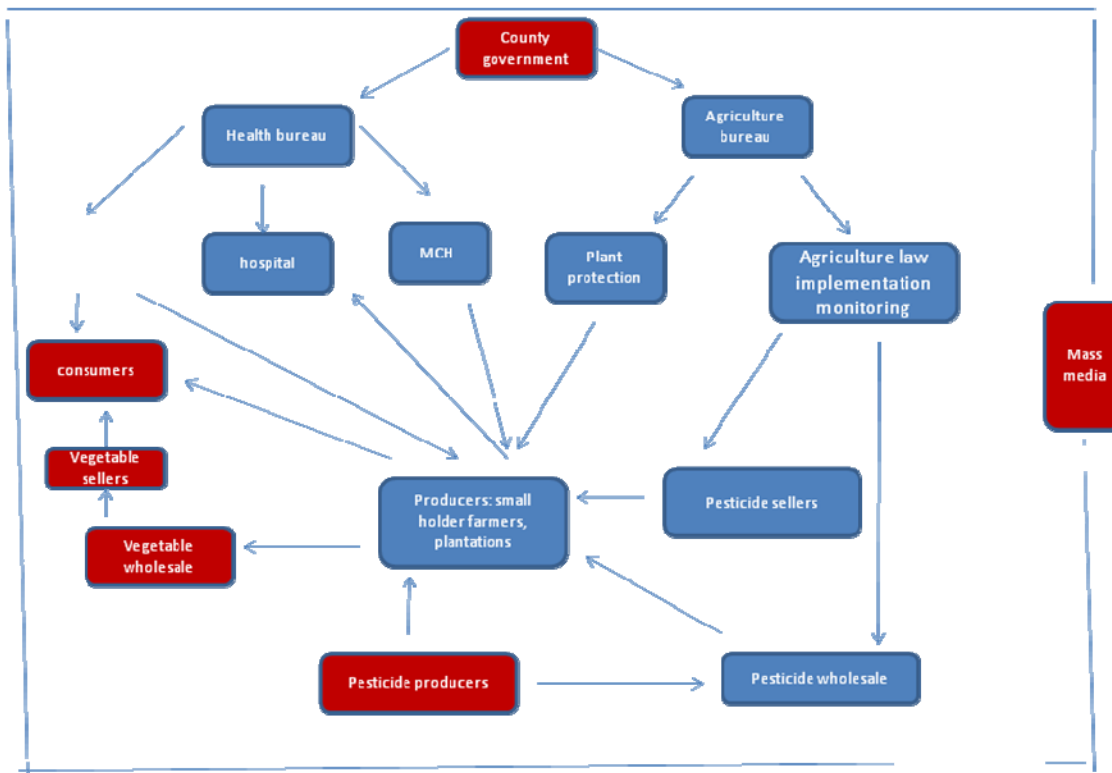 County
government
Health bureau
Agriculture
bureau
hospital
MCH
Plant
protection
Agriculture law
implementation
monitoring
Mass
media
consumers
Vegetable
sellers
Producers: small
holder farmers,
plantations
Pesticide sellers
Vegetable
wholesale
Pesticide producers
Pesticide wholesale